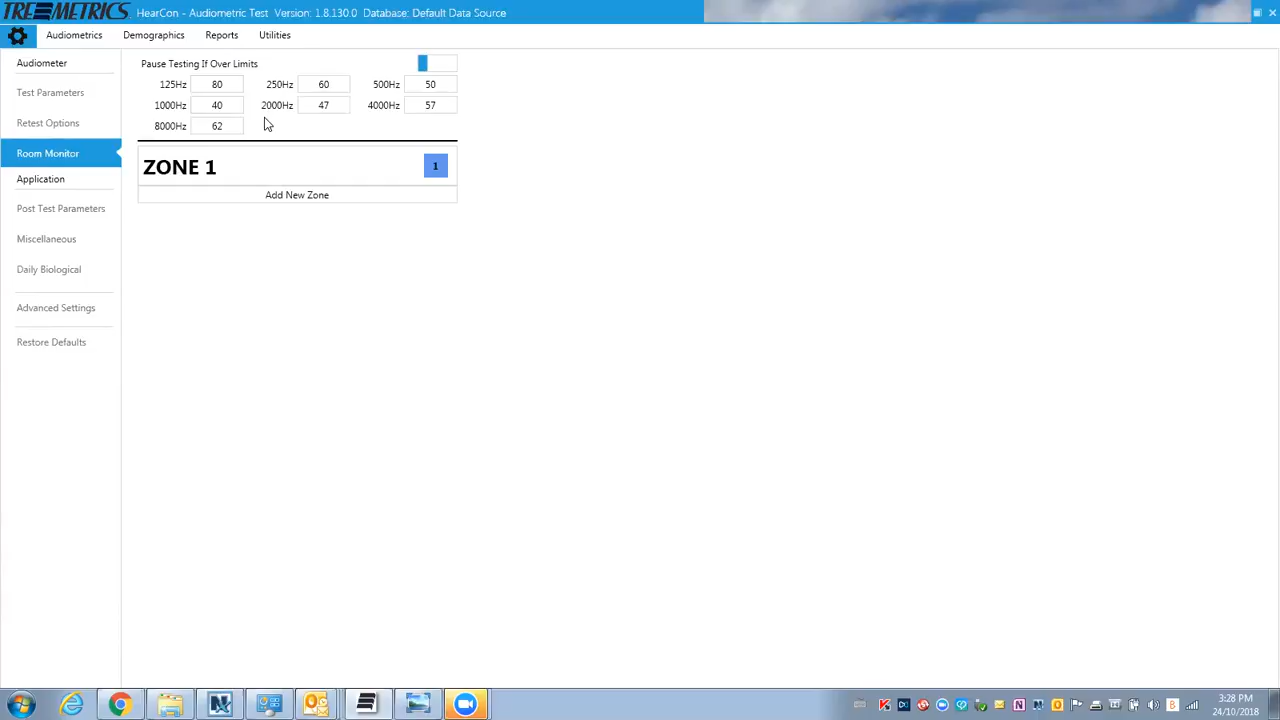 TREMETRICS HearCon - Audiometric Test Version: 1.8.130.0 Database: Default Data Source
Audiometrics Demographics Reports Utilities
Audiometer
Test Parameters
Retest Options
Room Monitor
Application
Post Test Parameters
Miscellaneous
Daily Biological
Advanced Settings
Restore Defaults
Pause Testing If Over Limits
125Hz 80 250Hz 60 500Hz 50
1000Hz 40 2000Hz 47 4000Hz 57
8000Hz 62
ZONE 1 1
Add New Zone
3:28 PM
24/10/2018